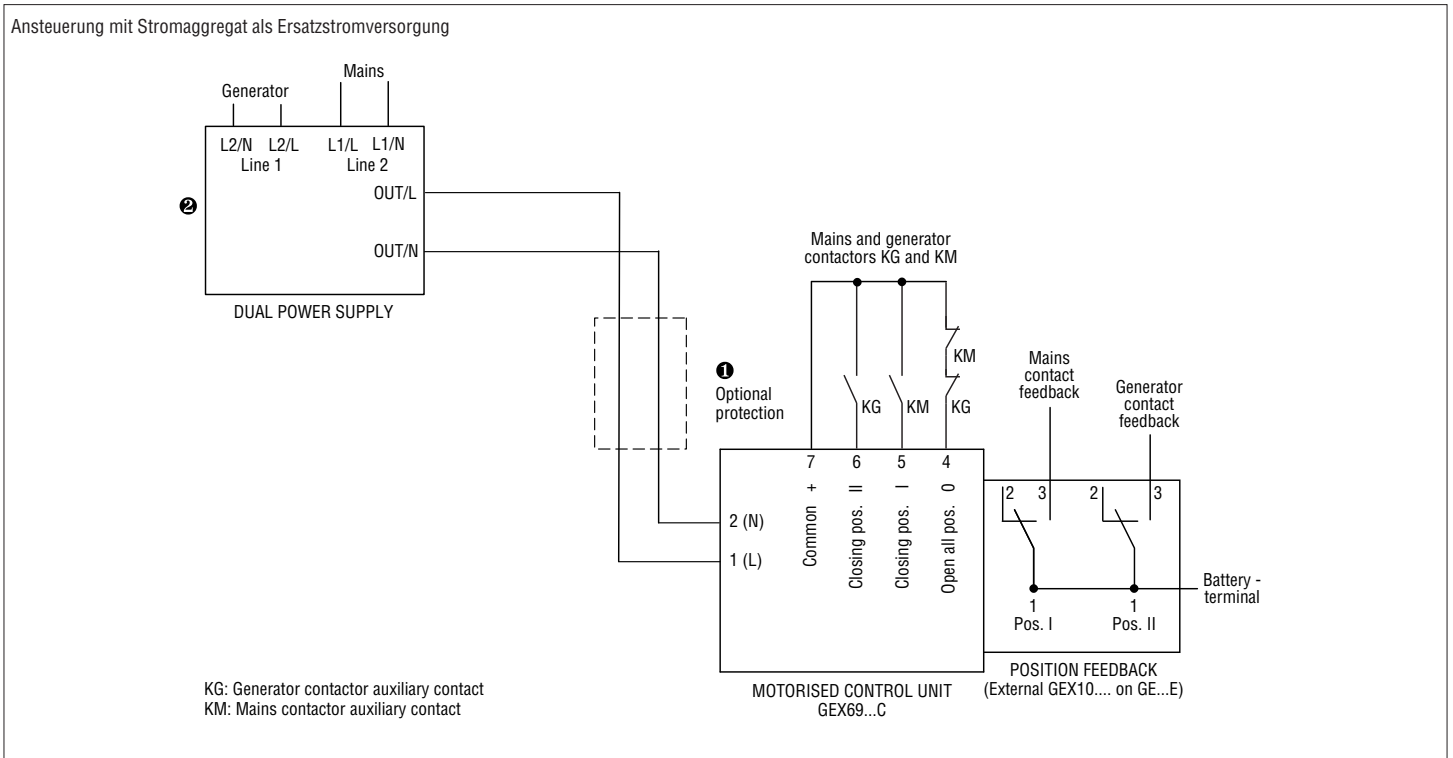 Ansteuerung mit Stromaggregat als Ersatzstromversorgung
Mains
Generator
L2/N L2/L L1/L L1/N
Line 1 Line 2
OUT/L
❷
OUT/N
DUAL POWER SUPPLY
Mains and generator
contactors KG and KM
❶
Optional
protection
KM
KG KM KG
Mains
contact
feedback
Generator
contact
feedback
7 6 5 4
+ II I 0
Common
Closing pos.
Closing pos.
Open all pos.
2 (N)
1 (L)
2 3 2 3
Battery -
terminal
1 1
Pos. I Pos. II
POSITION FEEDBACK
(External GEX10.... on GE...E)
MOTORISED CONTROL UNIT
GEX69...C
KG: Generator contactor auxiliary contact
KM: Mains contactor auxiliary contact